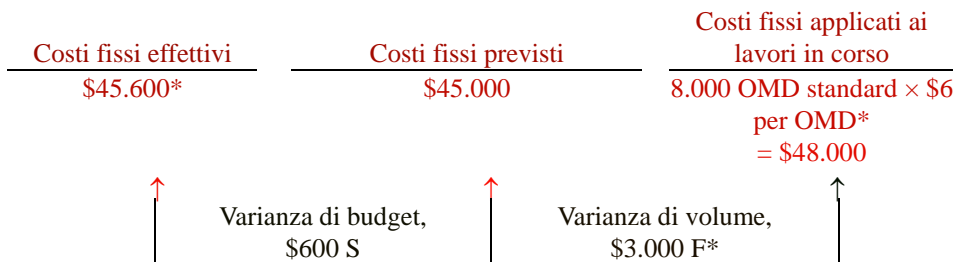 Costi fissi effettivi
Costi fissi previsti
Costi fissi applicati ai
lavori in corso
$45.600*
$45.000
8.000 OMD standard × $6
per OMD*
= $48.000
Varianza di budget,
$600 S
Varianza di volume,
$3.000 F*